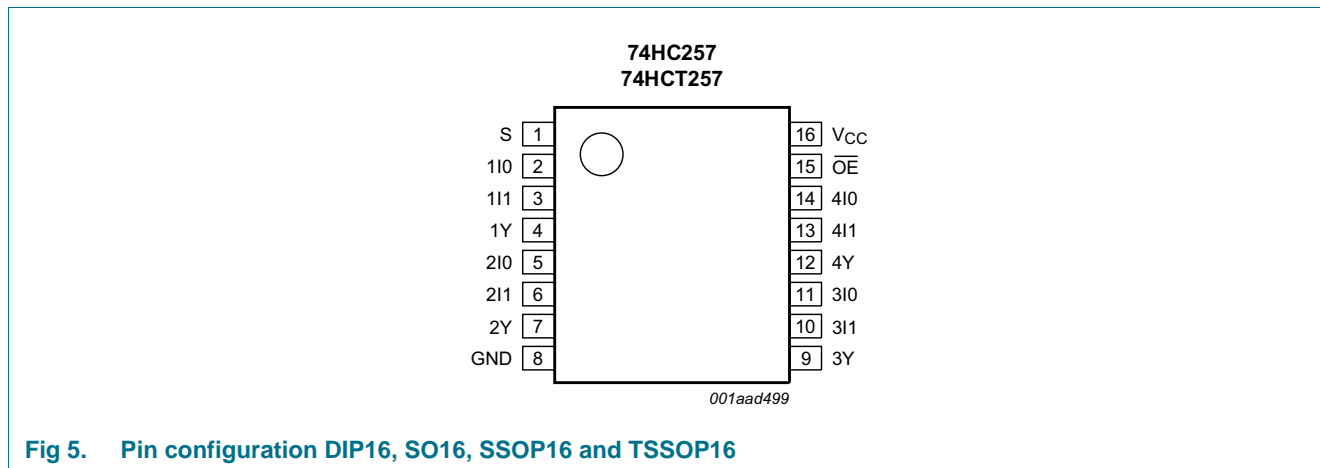 74HC257
74HCT257
S 1 16 VCC
1I0 2 15 OE
1I1 3 14 4I0
1Y 4 13 4I1
2I0 5 12 4Y
2I1 6 11 3I0
2Y 7 10 3I1
GND 8 9 3Y
001aad499
Fig 5. Pin configuration DIP16, SO16, SSOP16 and TSSOP16